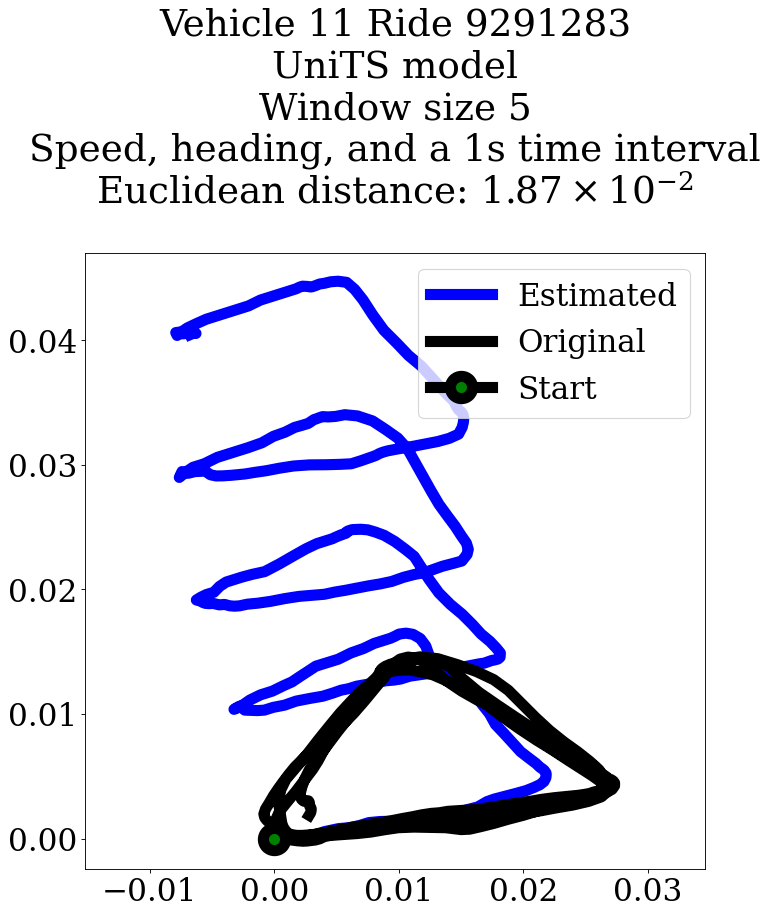 Vehicle 11 Ride 9291283
UniTS model
Window size 5
Speed, heading, and a 1s time interval
Euclidean distance: 1.87 × 10⁻²
Estimated
Original
Start
0.04
0.03
0.02
0.01
0.00
−0.01 0.00 0.01 0.02 0.03